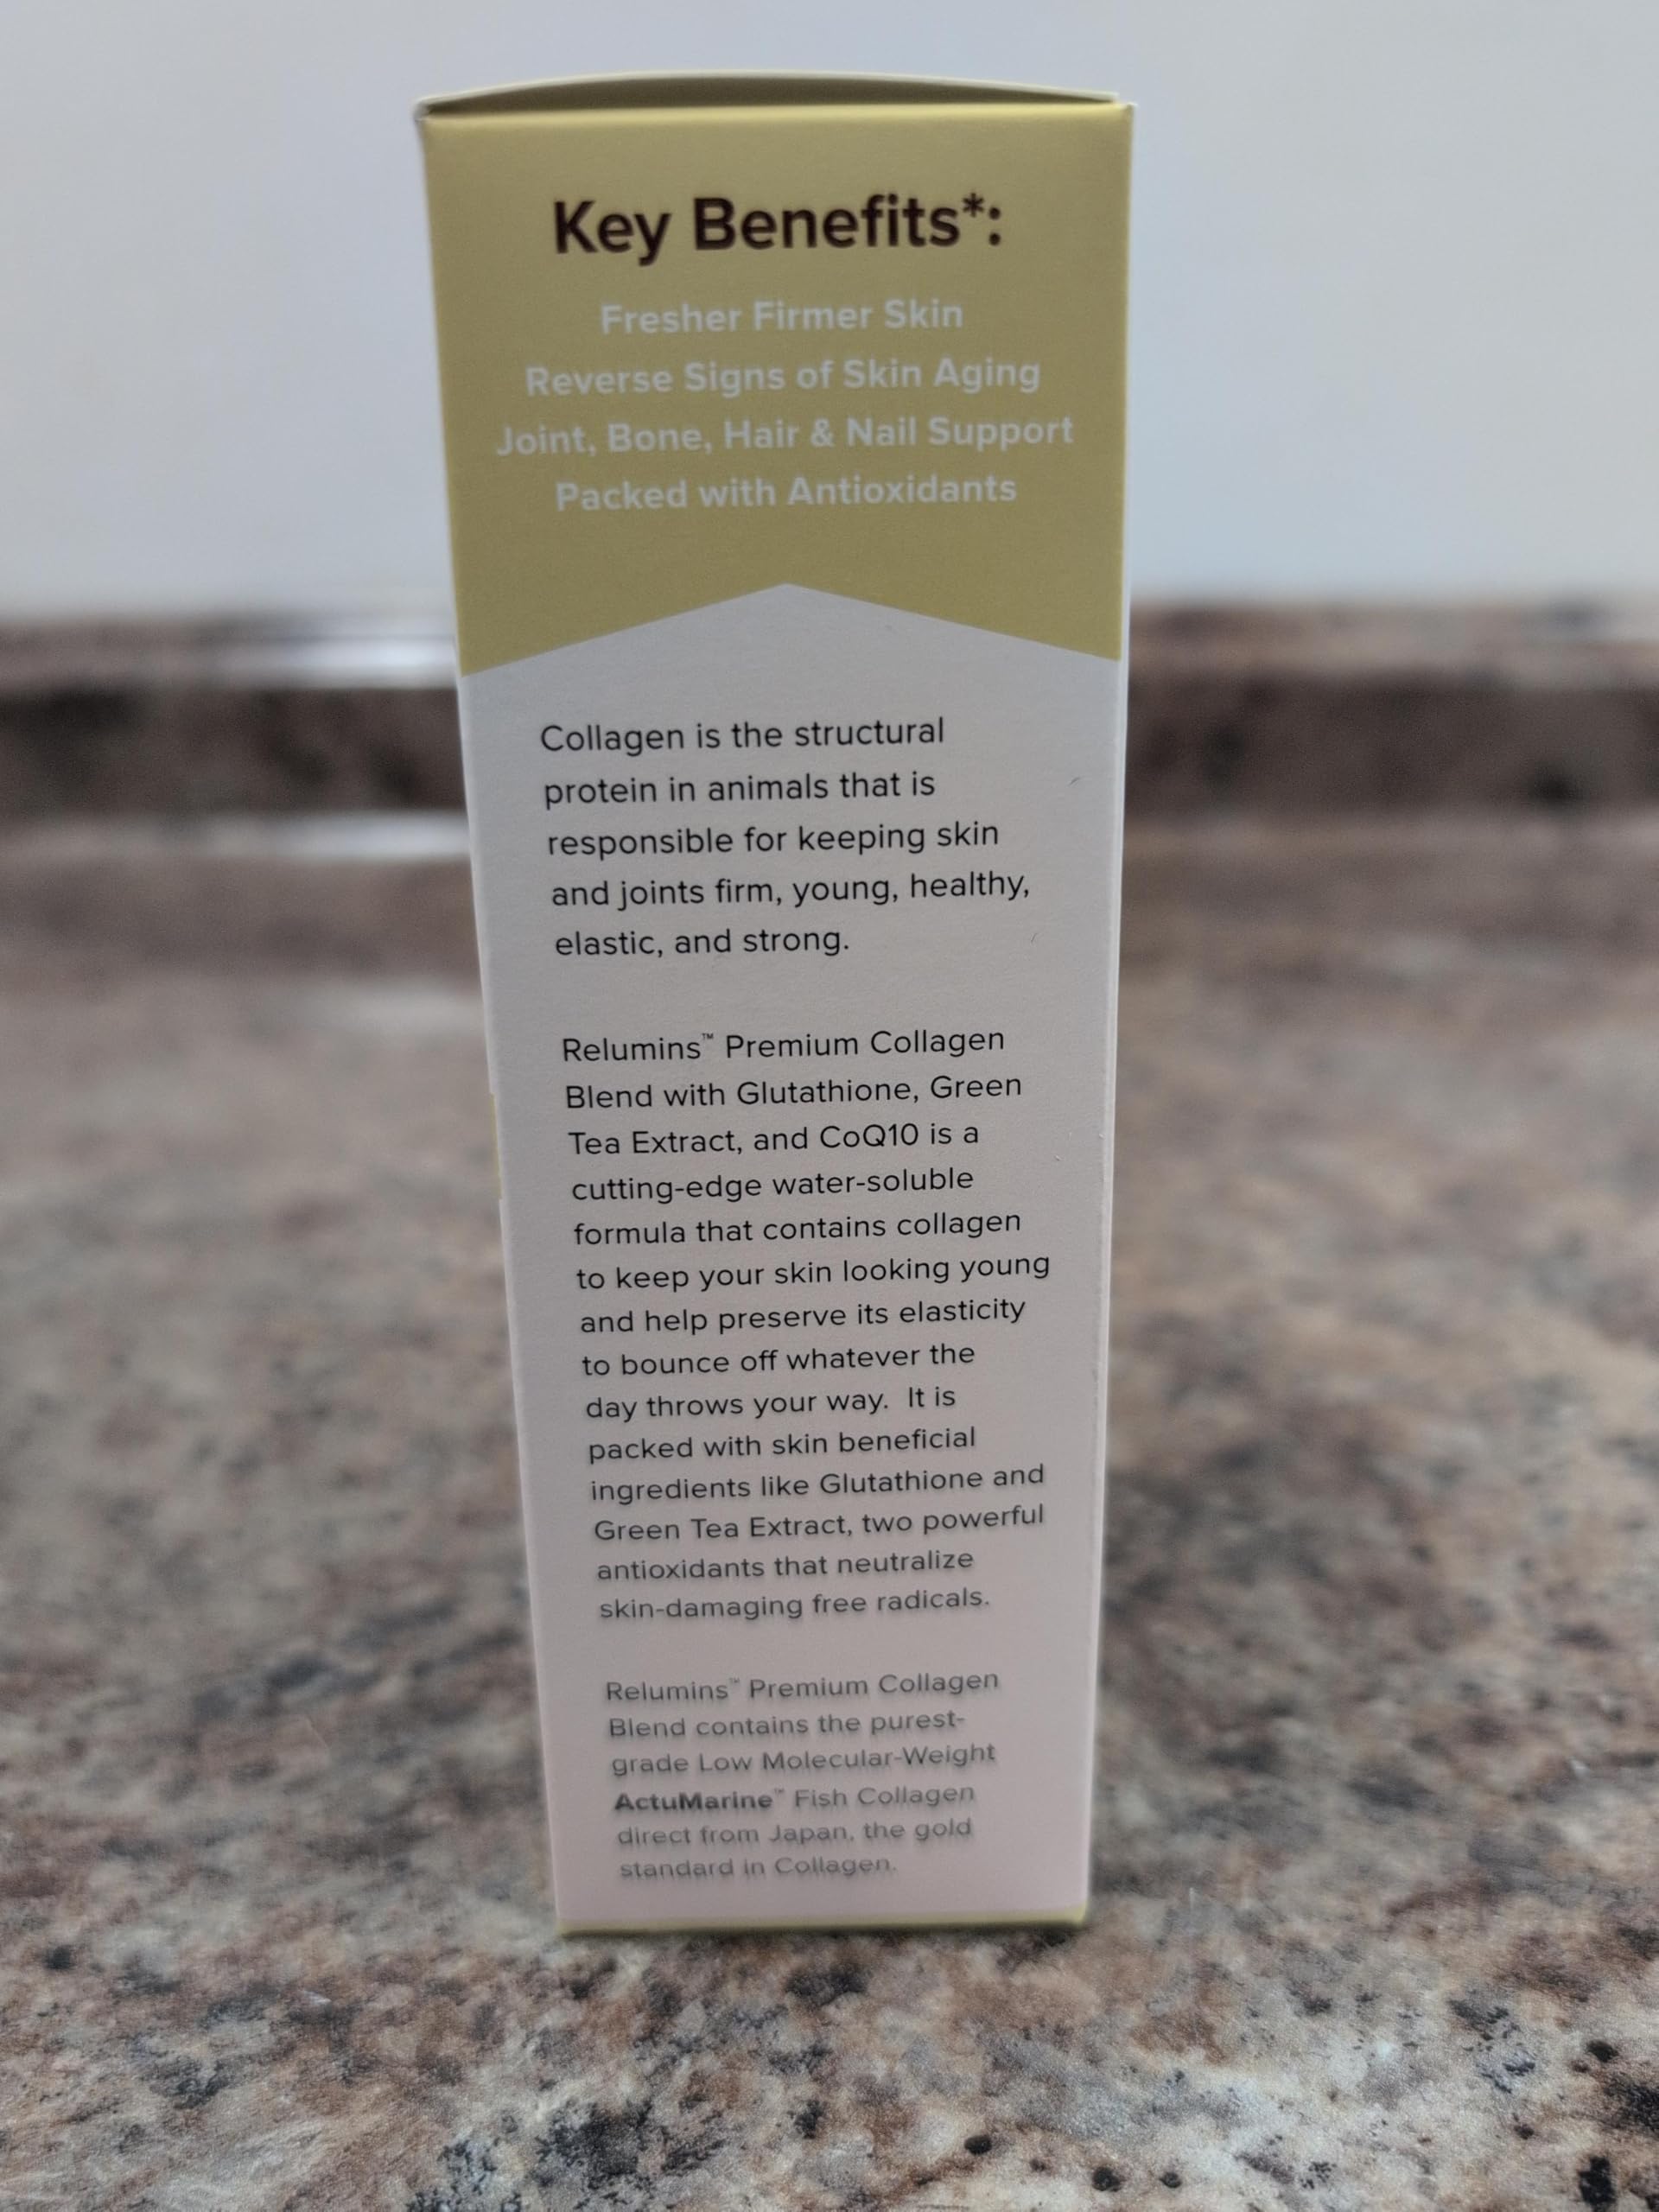 Key Benefits*:
Fresher Firmer Skin
Reverse Signs of Skin Aging
Joint, Bone, Hair & Nail Support
Packed with Antioxidants
Collagen is the structural
protein in animals that is
responsible for keeping skin
and joints firm, young, healthy,
elastic, and strong.
Relumins™ Premium Collagen
Blend with Glutathione, Green
Tea Extract, and CoQ10 is a
cutting-edge water-soluble
formula that contains collagen
to keep your skin looking young
and help preserve its elasticity
to bounce off whatever the
day throws your way.  It is
packed with skin beneficial
ingredients like Glutathione and
Green Tea Extract, two powerful
antioxidants that neutralize
skin-damaging free radicals.
Relumins™ Premium Collagen
Blend contains the purest-
grade Low Molecular-Weight
ActuMarine™ Fish Collagen
direct from Japan, the gold
standard in Collagen.